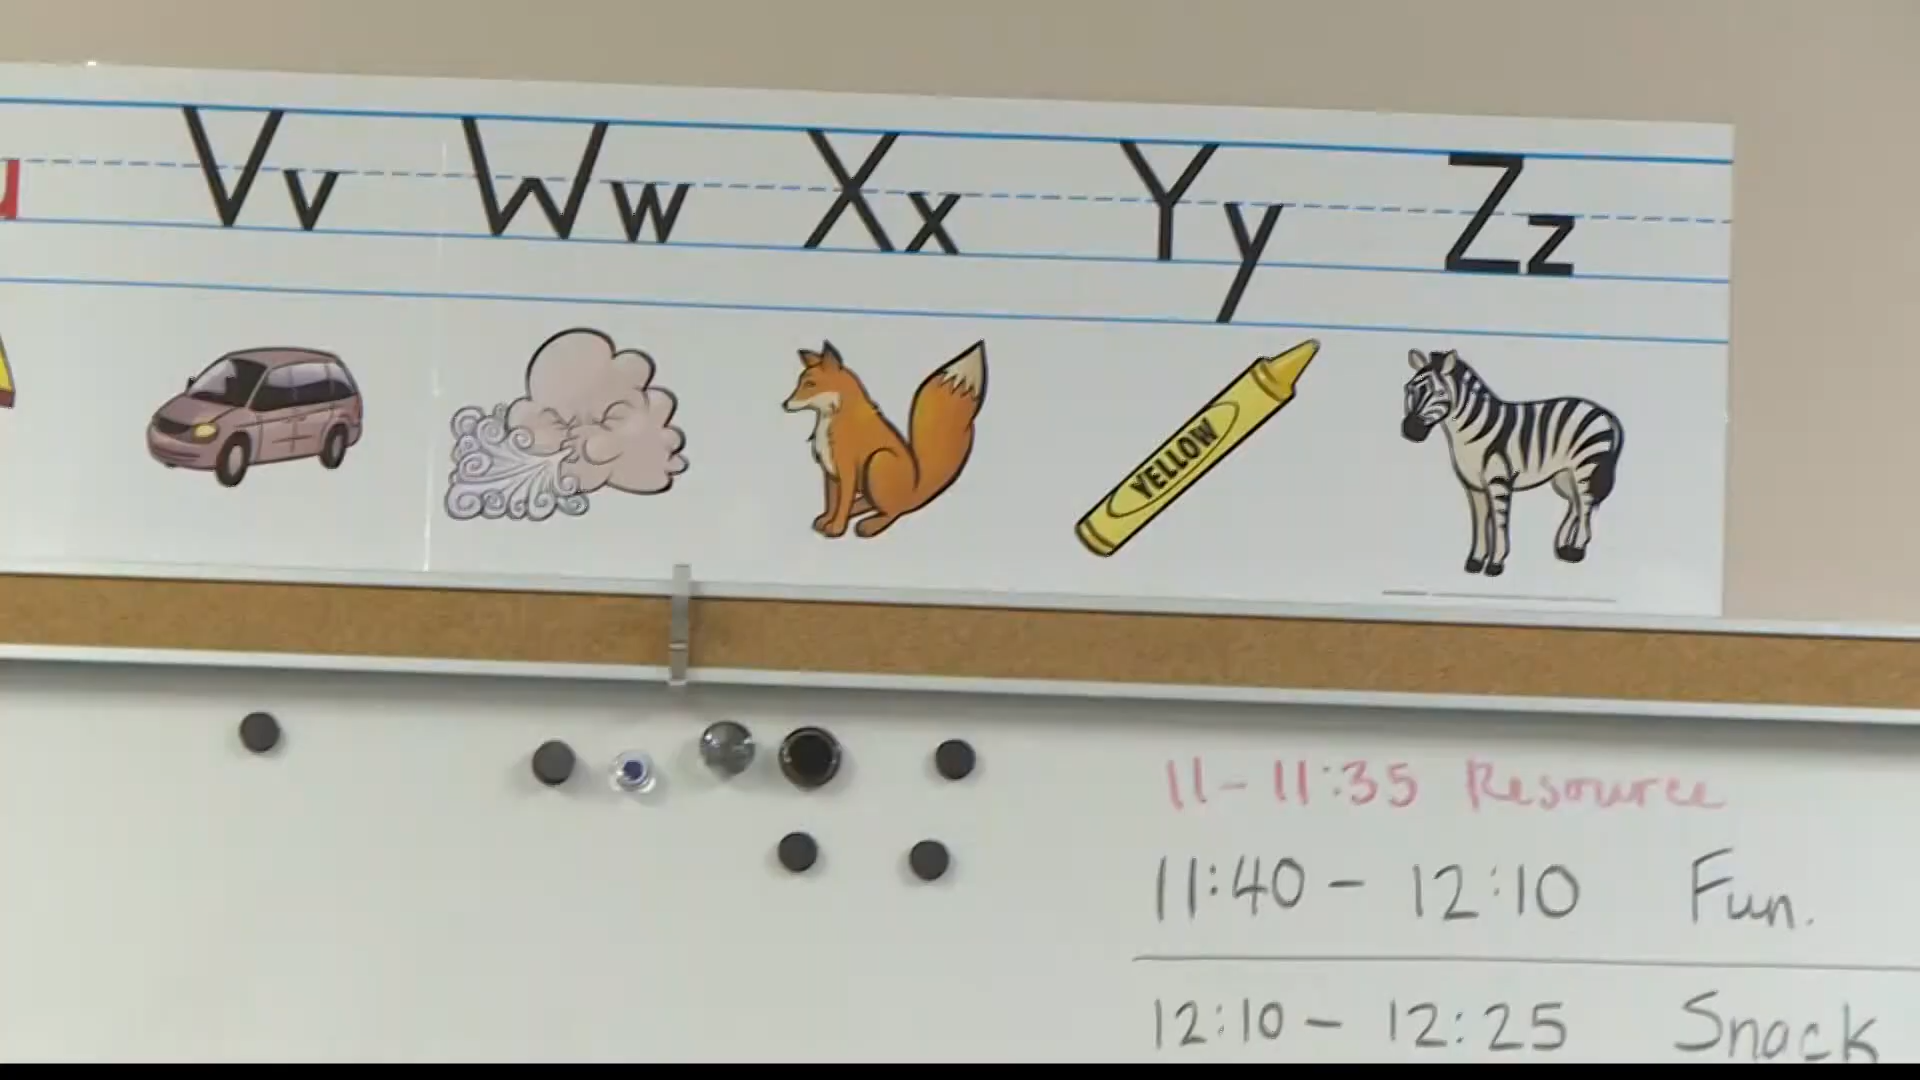 u Vv Ww Xx Yy Zz
YELLOW
11-11:35 Resource
11:40 - 12:10 Fun.
12:10 - 12:25 Snack